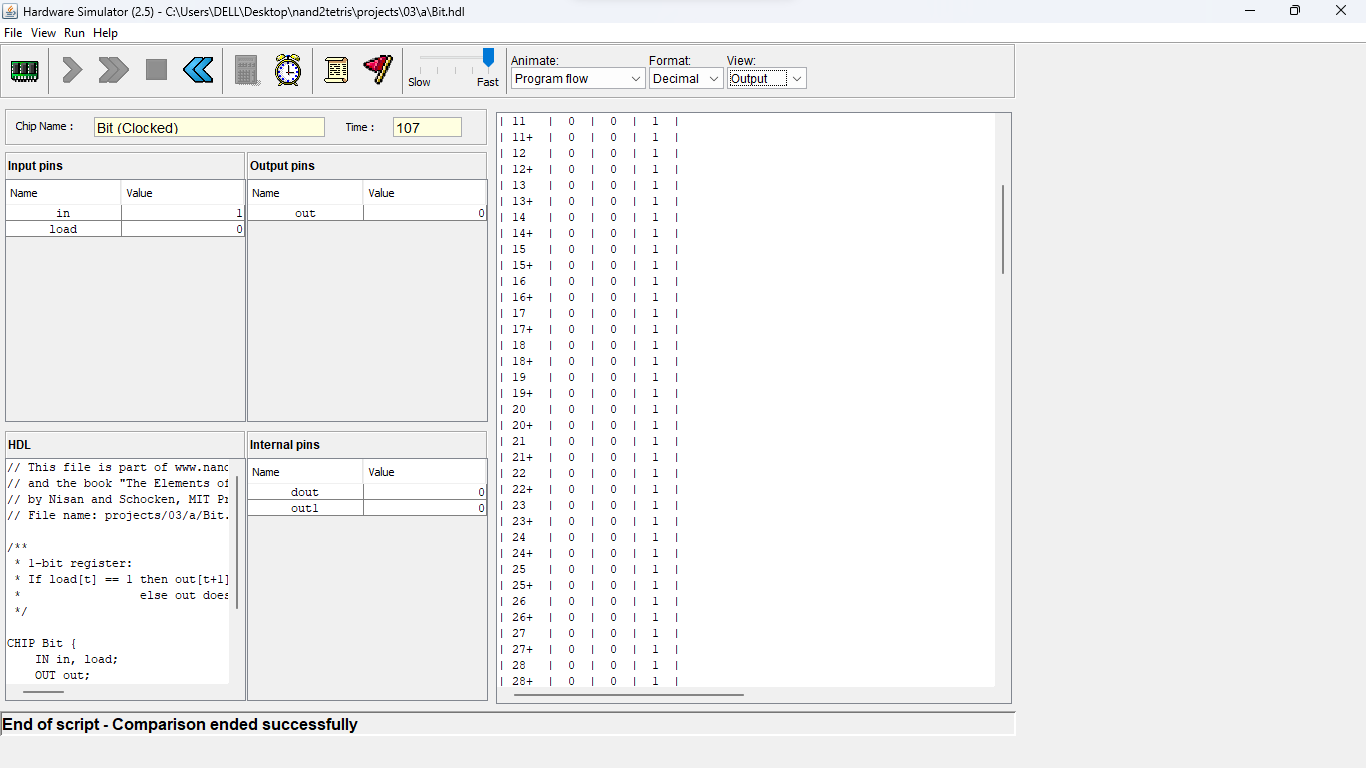 Hardware Simulator (2.5) - C:\Users\DELL\Desktop\nand2tetris\projects\03\a\Bit.hdl
File View Run Help
Slow Fast
Animate: Format: View:
Program flow Decimal Output
Chip Name : Bit (Clocked) Time : 107
Input pins
Name Value
in 1
load 0
Output pins
Name Value
out 0
HDL
// This file is part of www.nand
// and the book "The Elements of
// by Nisan and Schocken, MIT Pr
// File name: projects/03/a/Bit.
/**
* 1-bit register:
* If load[t] == 1 then out[t+1]
* else out does
*/
CHIP Bit {
IN in, load;
OUT out;
Internal pins
Name Value
dout 0
out1 0
| 11 | 0 | 0 | 1 |
| 11+ | 0 | 0 | 1 |
| 12 | 0 | 0 | 1 |
| 12+ | 0 | 0 | 1 |
| 13 | 0 | 0 | 1 |
| 13+ | 0 | 0 | 1 |
| 14 | 0 | 0 | 1 |
| 14+ | 0 | 0 | 1 |
| 15 | 0 | 0 | 1 |
| 15+ | 0 | 0 | 1 |
| 16 | 0 | 0 | 1 |
| 16+ | 0 | 0 | 1 |
| 17 | 0 | 0 | 1 |
| 17+ | 0 | 0 | 1 |
| 18 | 0 | 0 | 1 |
| 18+ | 0 | 0 | 1 |
| 19 | 0 | 0 | 1 |
| 19+ | 0 | 0 | 1 |
| 20 | 0 | 0 | 1 |
| 20+ | 0 | 0 | 1 |
| 21 | 0 | 0 | 1 |
| 21+ | 0 | 0 | 1 |
| 22 | 0 | 0 | 1 |
| 22+ | 0 | 0 | 1 |
| 23 | 0 | 0 | 1 |
| 23+ | 0 | 0 | 1 |
| 24 | 0 | 0 | 1 |
| 24+ | 0 | 0 | 1 |
| 25 | 0 | 0 | 1 |
| 25+ | 0 | 0 | 1 |
| 26 | 0 | 0 | 1 |
| 26+ | 0 | 0 | 1 |
| 27 | 0 | 0 | 1 |
| 27+ | 0 | 0 | 1 |
| 28 | 0 | 0 | 1 |
| 28+ | 0 | 0 | 1 |
End of script - Comparison ended successfully